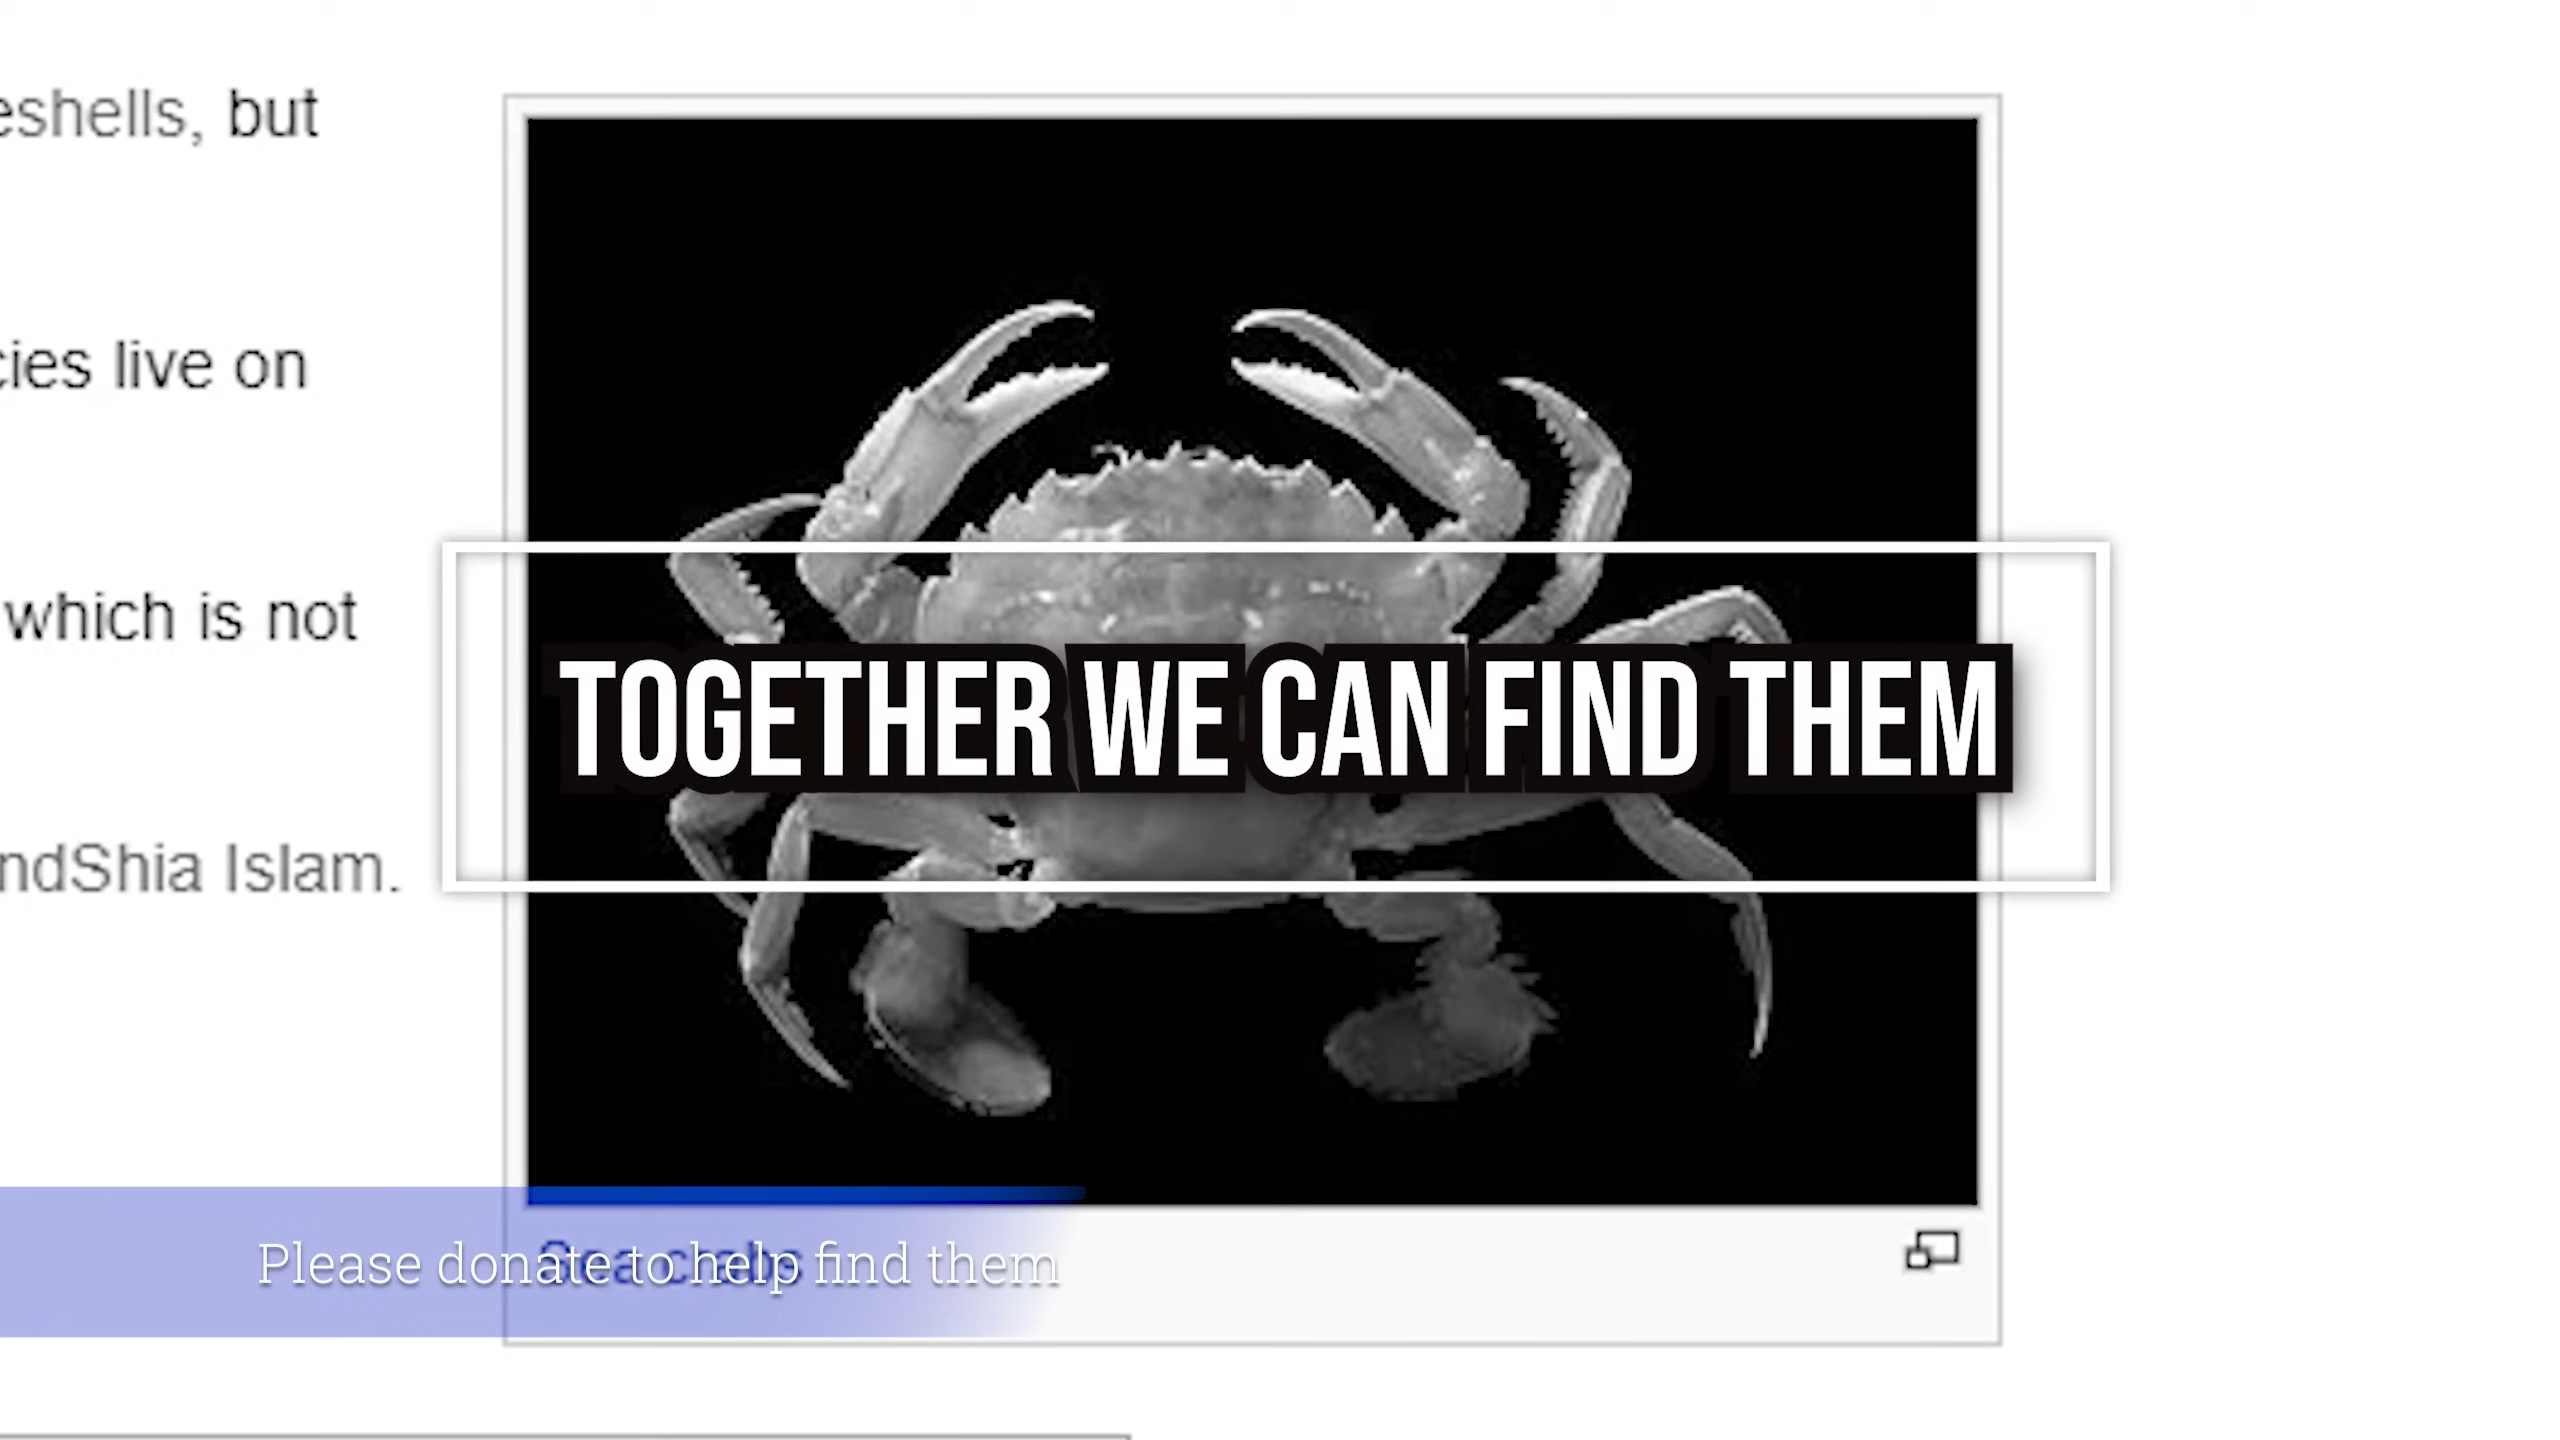 eshells, but
cies live on
which is not
ndShia Islam.
TOGETHER WE CAN FIND THEM
Please donate to help find them